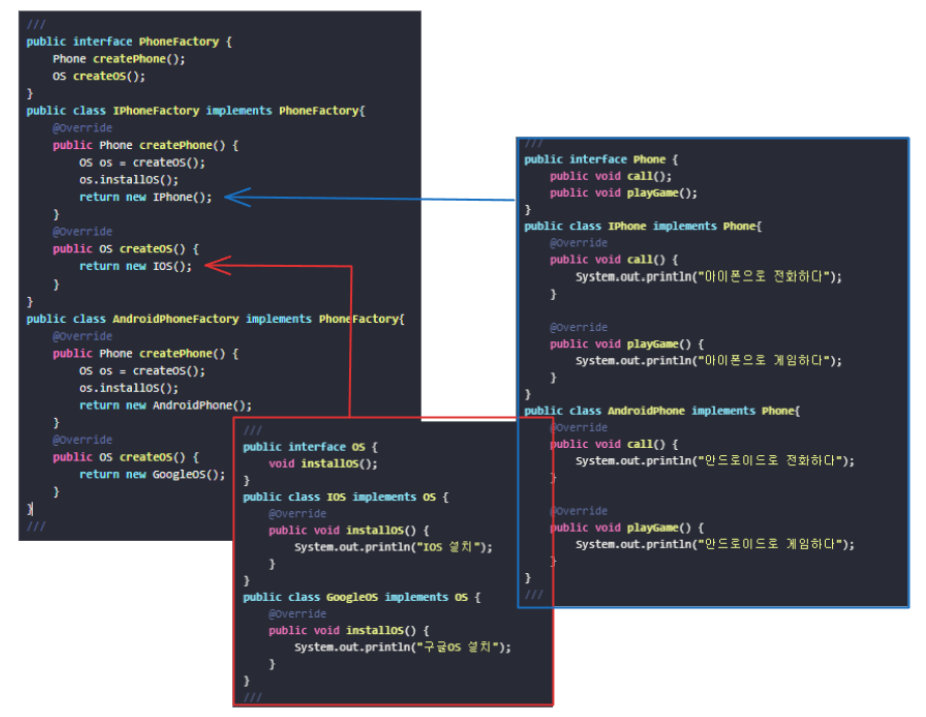 ///
public interface PhoneFactory {
Phone createPhone();
OS createOS();
}
public class IPhoneFactory implements PhoneFactory{
@Override
public Phone createPhone() {
OS os = createOS();
os.installOS();
return new IPhone();
}
@Override
public OS createOS() {
return new IOS();
}
}
public class AndroidPhoneFactory implements PhoneFactory{
@Override
public Phone createPhone() {
OS os = createOS();
os.installOS();
return new AndroidPhone();
}
@Override
public OS createOS() {
return new GoogleOS();
}
}
///
///
public interface Phone {
public void call();
public void playGame();
}
public class IPhone implements Phone{
@Override
public void call() {
System.out.println("아이폰으로 전화하다");
}
@Override
public void playGame() {
System.out.println("아이폰으로 게임하다");
}
}
public class AndroidPhone implements Phone{
@Override
public void call() {
System.out.println("안드로이드로 전화하다");
}
@Override
public void playGame() {
System.out.println("안드로이드로 게임하다");
}
}
///
///
public interface OS {
void installOS();
}
public class IOS implements OS {
@Override
public void installOS() {
System.out.println("IOS 설치");
}
}
public class GoogleOS implements OS {
@Override
public void installOS() {
System.out.println("구글OS 설치");
}
}
///